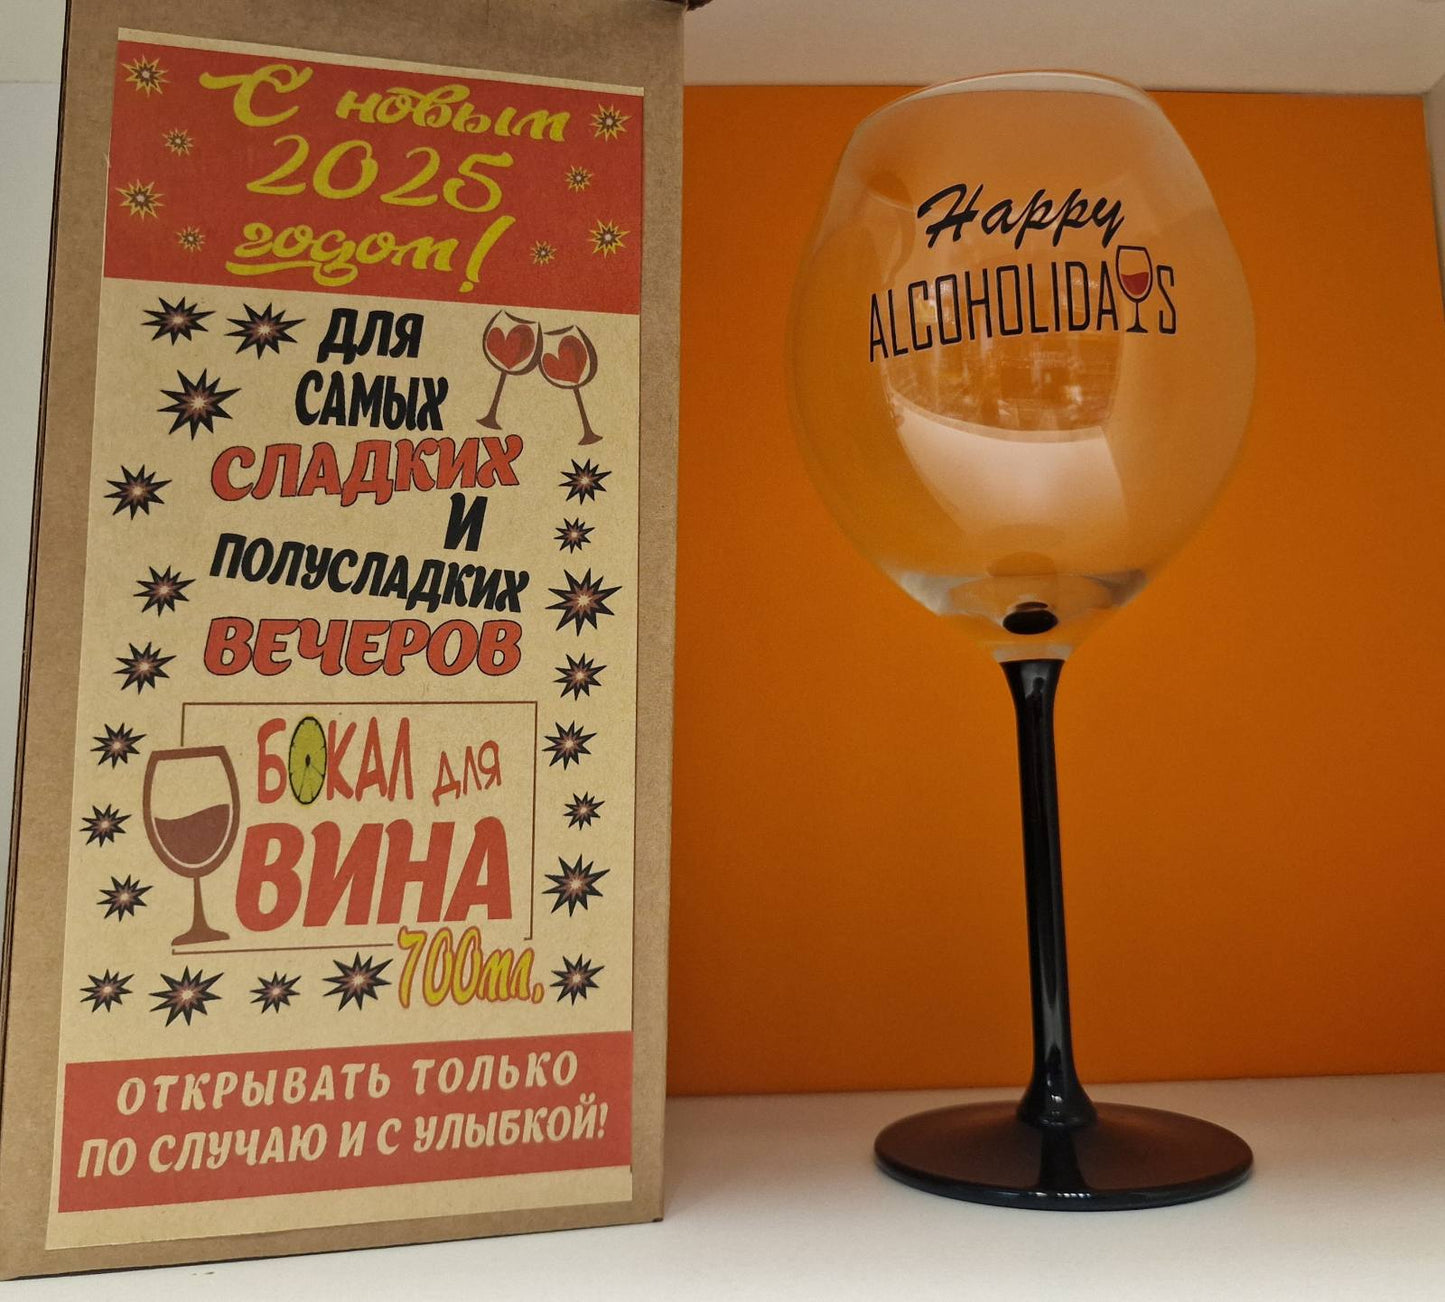 С новым
2025
годом!
ДЛЯ
САМЫХ
СЛАДКИХ
И
ПОЛУСЛАДКИХ
ВЕЧЕРОВ
БОКАЛ для
ВИНА
700мл.
ОТКРЫВАТЬ ТОЛЬКО
ПО СЛУЧАЮ И С УЛЫБКОЙ!
Happy
ALCOHOLIDAYS